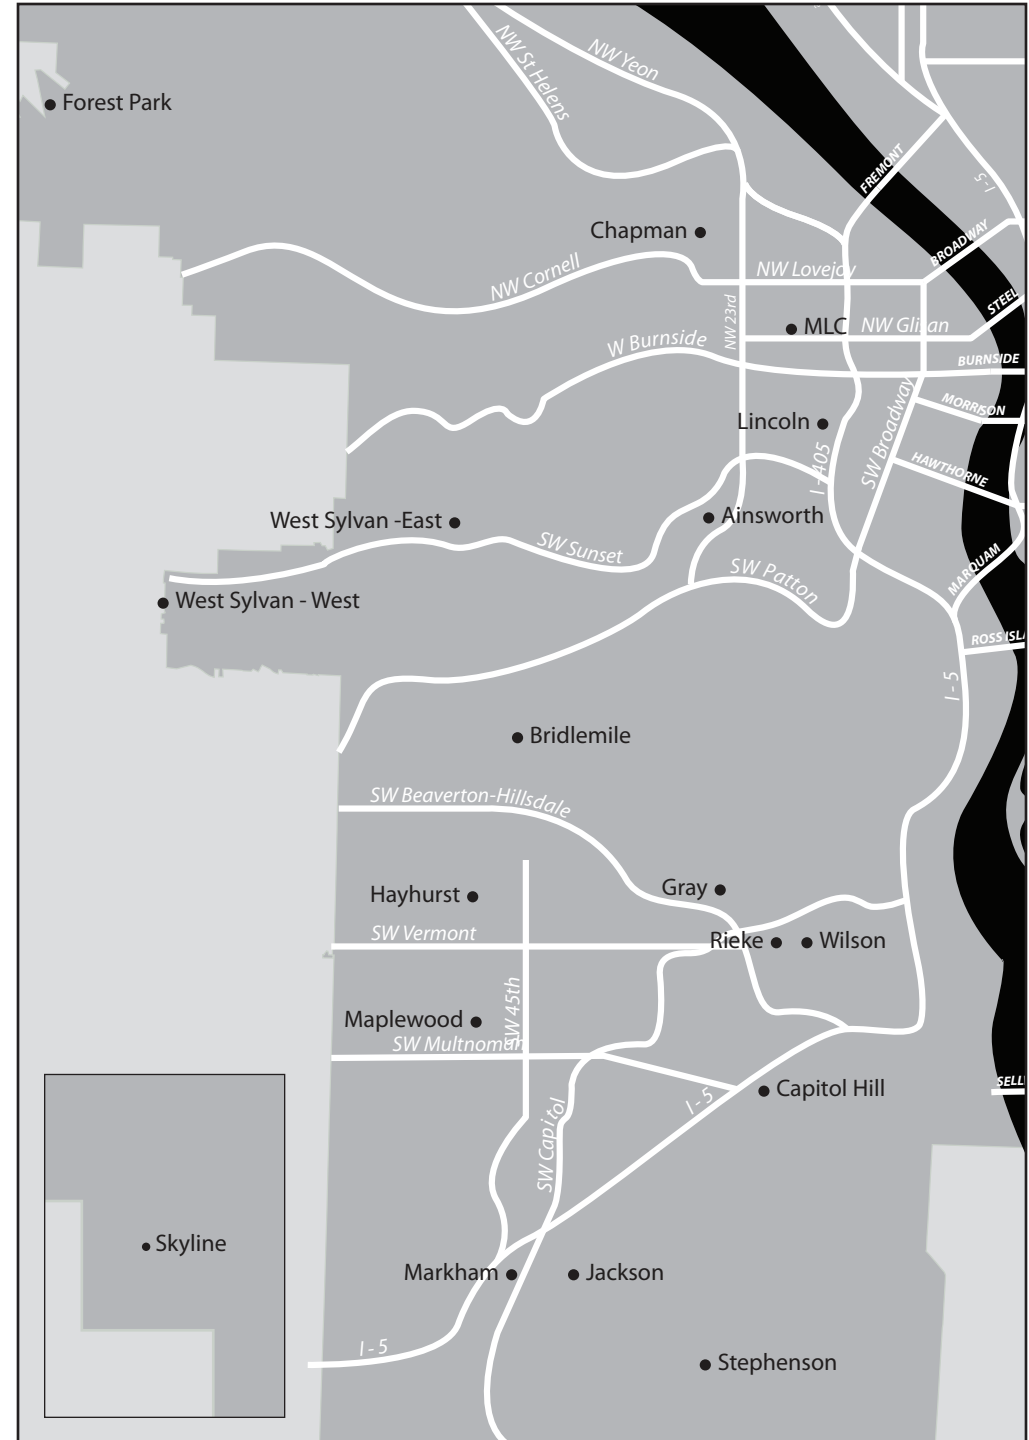 NW St Helens
NW Yeon
Forest Park
FREMONT
I-5
Chapman
BROADWAY
NW Cornell
NW Lovejoy
STEEL
NW 23rd
MLC
NW Glisan
W Burnside
BURNSIDE
MORRISON
Lincoln
SW Broadway
I - 405
HAWTHORNE
West Sylvan -East
Ainsworth
SW Sunset
SW Patton
MARQUAM
West Sylvan - West
ROSS ISL
I - 5
Bridlemile
SW Beaverton-Hillsdale
Gray
Hayhurst
SW Vermont
Rieke
Wilson
SW 45th
Maplewood
SW Multnomah
SELL
Capitol Hill
I - 5
SW Capitol
Skyline
Markham
Jackson
I - 5
Stephenson